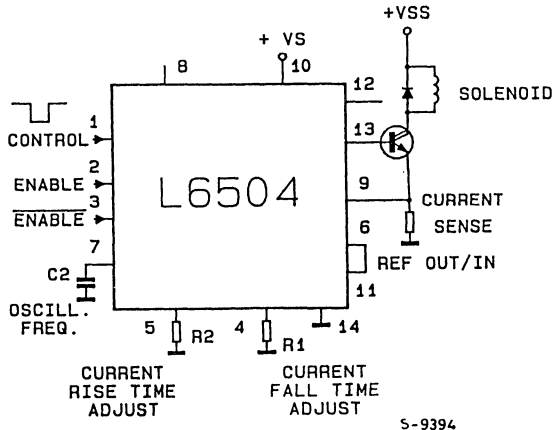 +VSS
+ VS
8
10
12
SOLENOID
1
13
CONTROL
2
ENABLE
L6504
3
9
CURRENT
SENSE
ENABLE
7
6
C2
REF OUT/IN
11
OSCILL.
FREQ.
5
R2
4
R1
14
CURRENT
RISE TIME
ADJUST
CURRENT
FALL TIME
ADJUST
S-9394